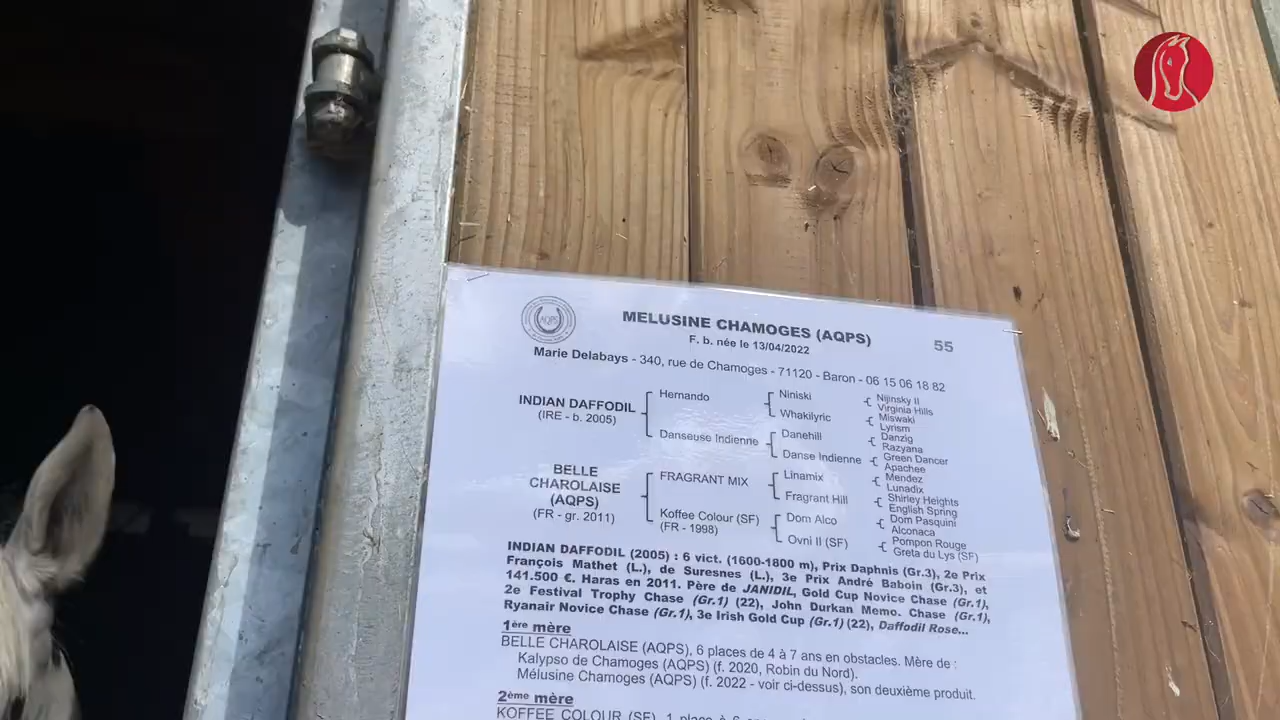 AQPS
MELUSINE CHAMOGES (AQPS)
55
F. b. née le 13/04/2022
Marie Delabays - 340, rue de Chamoges - 71120 - Baron - 06 15 06 18 82
INDIAN DAFFODIL
(IRE - b. 2005)
Hernando
Danseuse Indienne
Niniski
Whakilyric
Danehill
Danse Indienne
Nijinsky II
Virginia Hills
Miswaki
Lyrism
Danzig
Razyana
Green Dancer
Apachee
BELLE
CHAROLAISE
(AQPS)
(FR - gr. 2011)
FRAGRANT MIX
Koffee Colour (SF)
(FR - 1998)
Linamix
Fragrant Hill
Dom Alco
Ovni II (SF)
Mendez
Lunadix
Shirley Heights
English Spring
Dom Pasquini
Alconaca
Pompon Rouge
Greta du Lys (SF)
INDIAN DAFFODIL (2005) : 6 vict. (1600-1800 m), Prix Daphnis (Gr.3), 2e Prix
François Mathet (L.), de Suresnes (L.), 3e Prix André Baboin (Gr.3), et
141.500 €. Haras en 2011. Père de JANIDIL, Gold Cup Novice Chase (Gr.1),
2e Festival Trophy Chase (Gr.1) (22), John Durkan Memo. Chase (Gr.1),
Ryanair Novice Chase (Gr.1), 3e Irish Gold Cup (Gr.1) (22), Daffodil Rose...
1ère mère
BELLE CHAROLAISE (AQPS), 6 places de 4 à 7 ans en obstacles. Mère de :
Kalypso de Chamoges (AQPS) (f. 2020, Robin du Nord).
Mélusine Chamoges (AQPS) (f. 2022 - voir ci-dessus), son deuxième produit.
2ème mère
KOFFEE COLOUR (SF), 1 place à 6